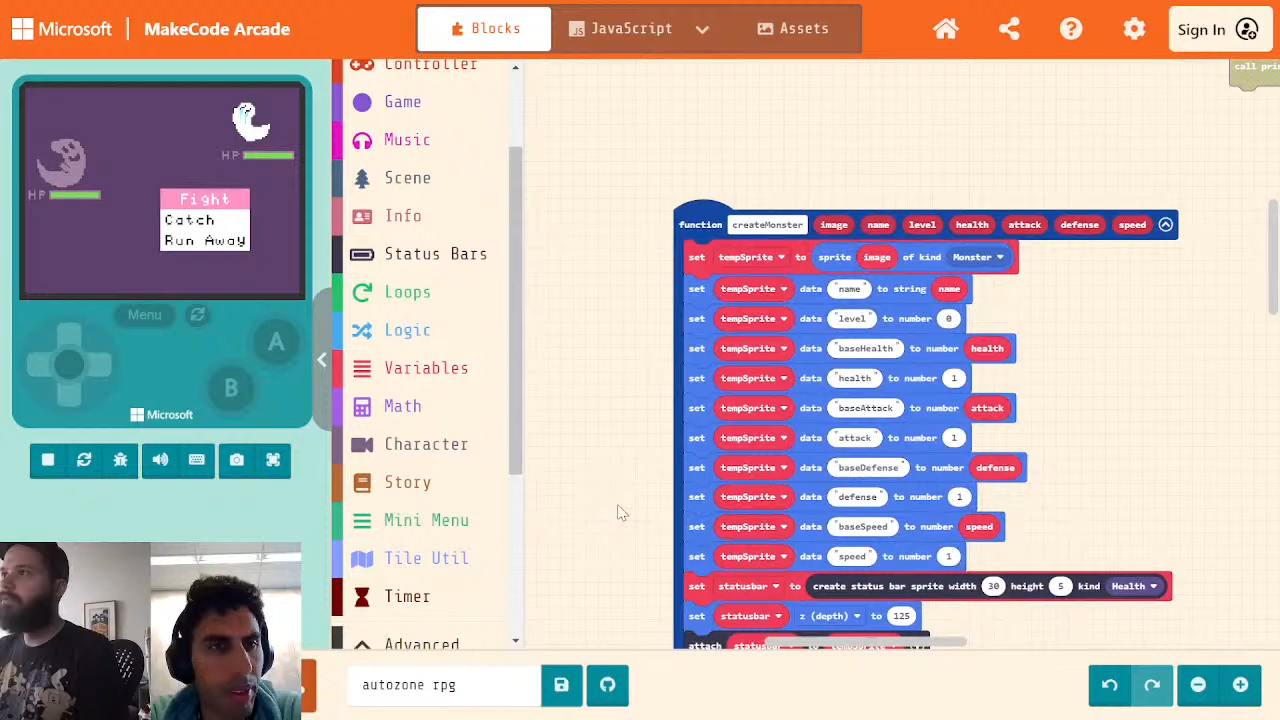 Microsoft | MakeCode Arcade
Blocks
JavaScript
Assets
Sign In
HP
HP
Fight
Catch
Run Away
Menu
A
B
Microsoft
Controller
Game
Music
Scene
Info
Status Bars
Loops
Logic
Variables
Math
Character
Story
Mini Menu
Tile Util
Timer
Advanced
call pri
function createMonster image name level health attack defense speed
set tempSprite to sprite image of kind Monster
set tempSprite data "name" to string name
set tempSprite data "level" to number 0
set tempSprite data "baseHealth" to number health
set tempSprite data "health" to number 1
set tempSprite data "baseAttack" to number attack
set tempSprite data "attack" to number 1
set tempSprite data "baseDefense" to number defense
set tempSprite data "defense" to number 1
set tempSprite data "baseSpeed" to number speed
set tempSprite data "speed" to number 1
set statusbar to create status bar sprite width 30 height 5 kind Health
set statusbar z (depth) to 125
attach
autozone rpg